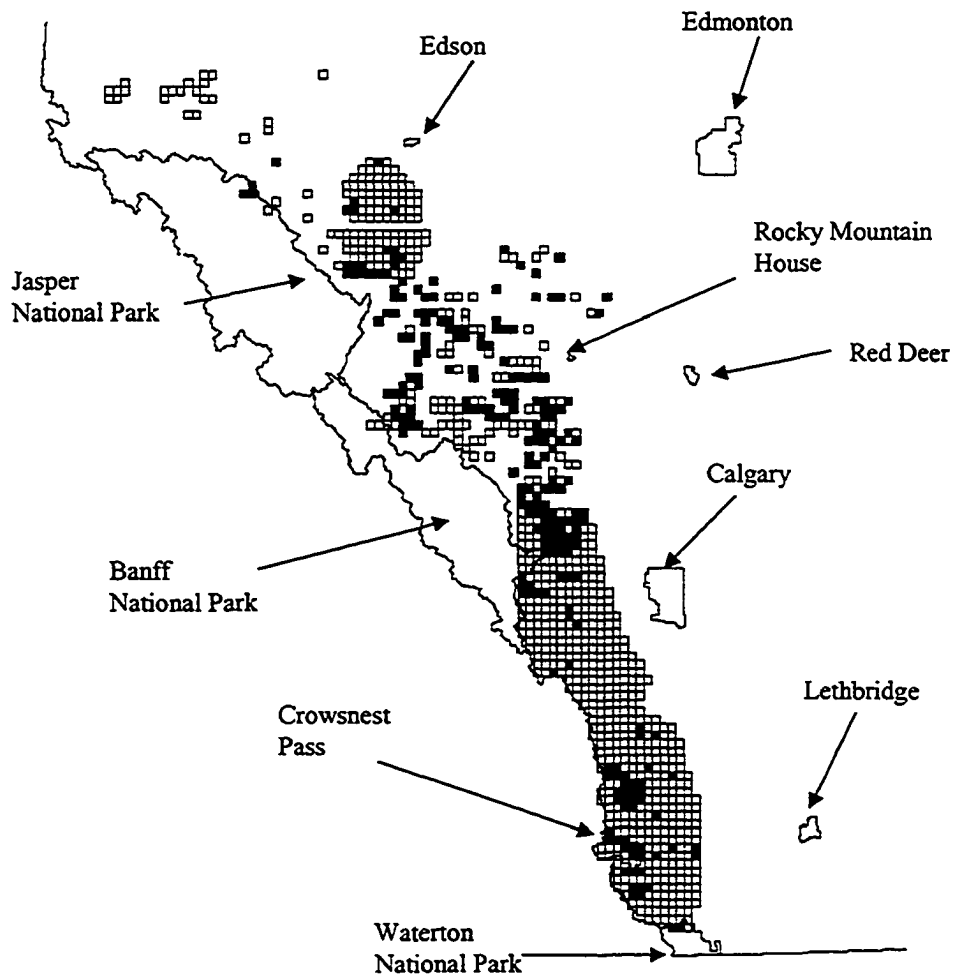 Edmonton
Edson
Rocky Mountain
House
Jasper
National Park
Red Deer
Calgary
Banff
National Park
Lethbridge
Crowsnest
Pass
Waterton
National Park